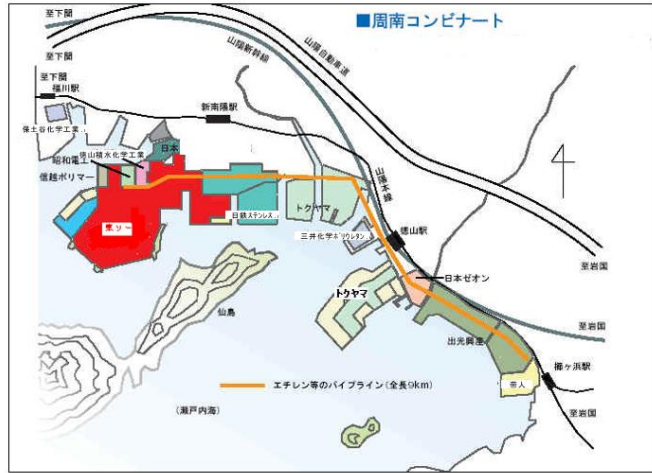 ■周南コンビナート
至下関
至下関
至下関
福川駅
山陽新幹線
山陽自動車道
新南陽駅
保土谷化学工業
徳山積水化学工業
日本
昭和電工
信越ポリマー
山陽本線
東ソー
日鉄ステンレス
トクヤマ
三井化学ポリウレタン
徳山駅
至岩国
日本ゼオン
トクヤマ
仙島
出光興産
至岩国
櫛ヶ浜駅
帝人
エチレン等のパイプライン(全長9km)
(瀬戸内海)
至岩国